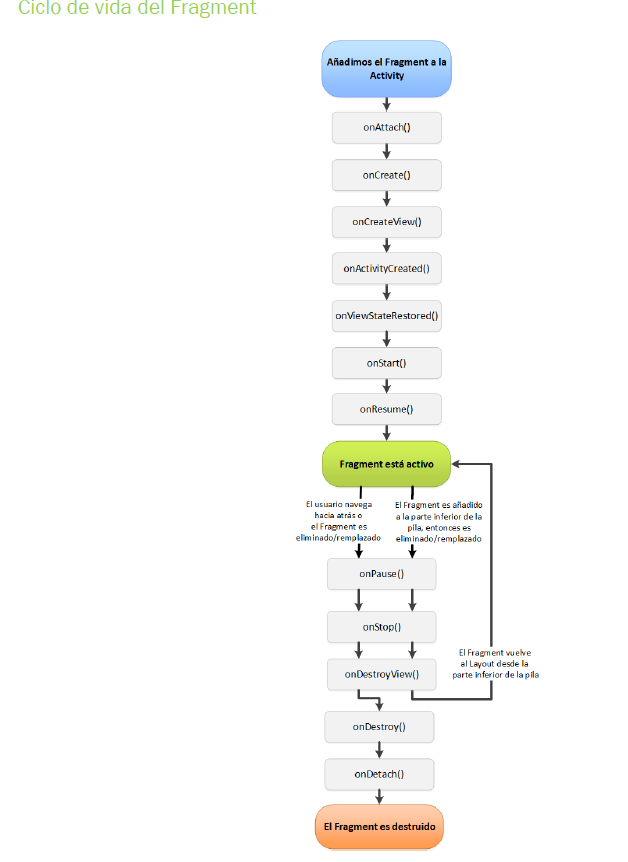 Ciclo de vida del Fragment
Añadimos el Fragment a la
Activity
onAttach()
onCreate()
onCreateView()
onActivityCreated()
onViewStateRestored()
onStart()
onResume()
Fragment está activo
El usuario navega
hacia atrás o
el Fragment es
eliminado/remplazado
El Fragment es añadido
a la parte inferior de la
pila, entonces es
eliminado/remplazado
onPause()
onStop()
onDestroyView()
El Fragment vuelve
al Layout desde la
parte inferior de la pila
onDestroy()
onDetach()
El Fragment es destruido